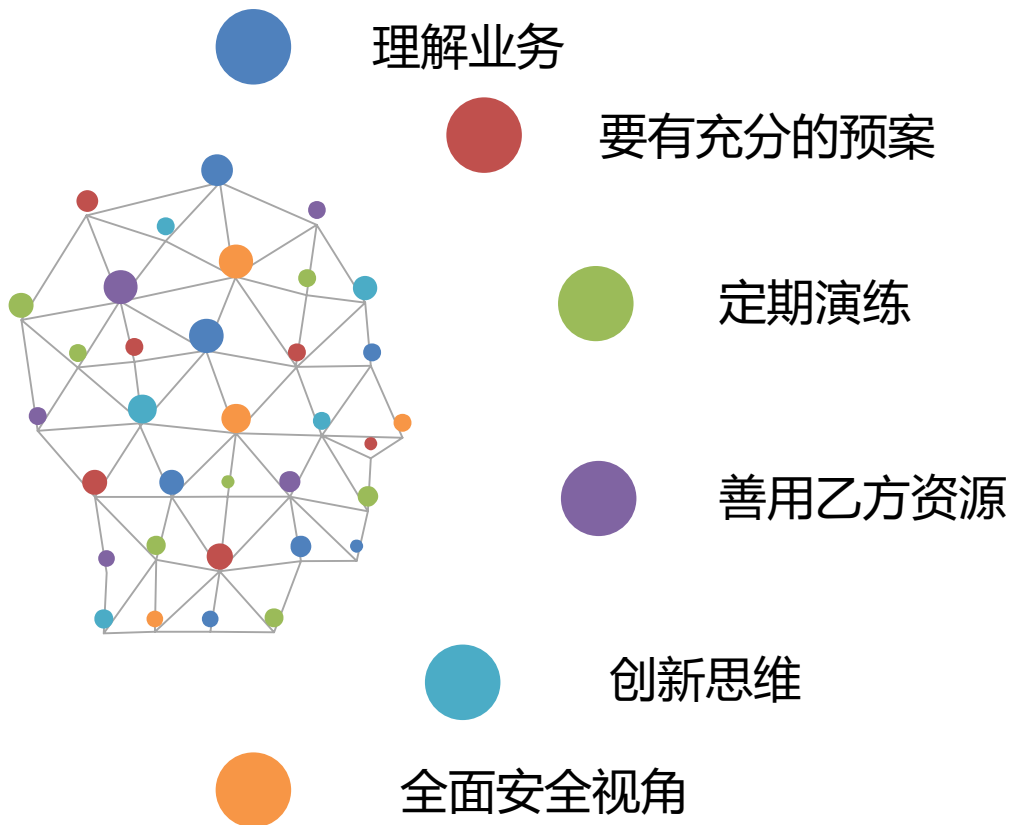 理解业务
要有充分的预案
定期演练
善用乙方资源
创新思维
全面安全视角